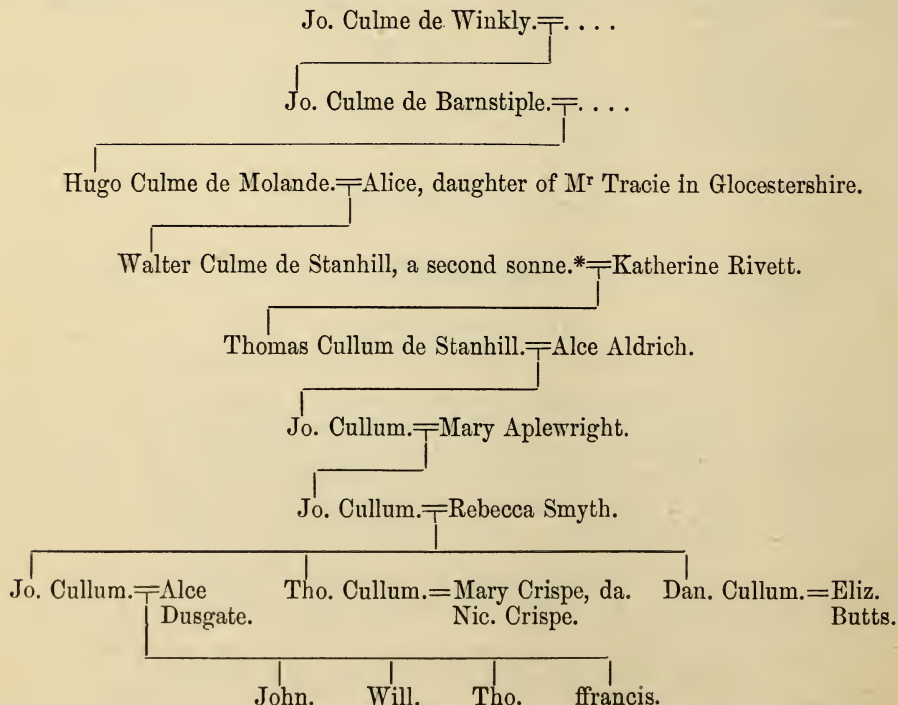 Jo. Culme de Winkly.=. . . .
Jo. Culme de Barnstiple.=. . . .
Hugo Culme de Molande.=Alice, daughter of Mʳ Tracie in Glocestershire.
Walter Culme de Stanhill, a second sonne.*=Katherine Rivett.
Thomas Cullum de Stanhill.=Alce Aldrich.
Jo. Cullum.=Mary Aplewright.
Jo. Cullum.=Rebecca Smyth.
Jo. Cullum.=Alce Tho. Cullum.=Mary Crispe, da. Dan. Cullum.=Eliz.
Dusgate. Nic. Crispe. Butts.
John. Will. Tho. ffrancis.